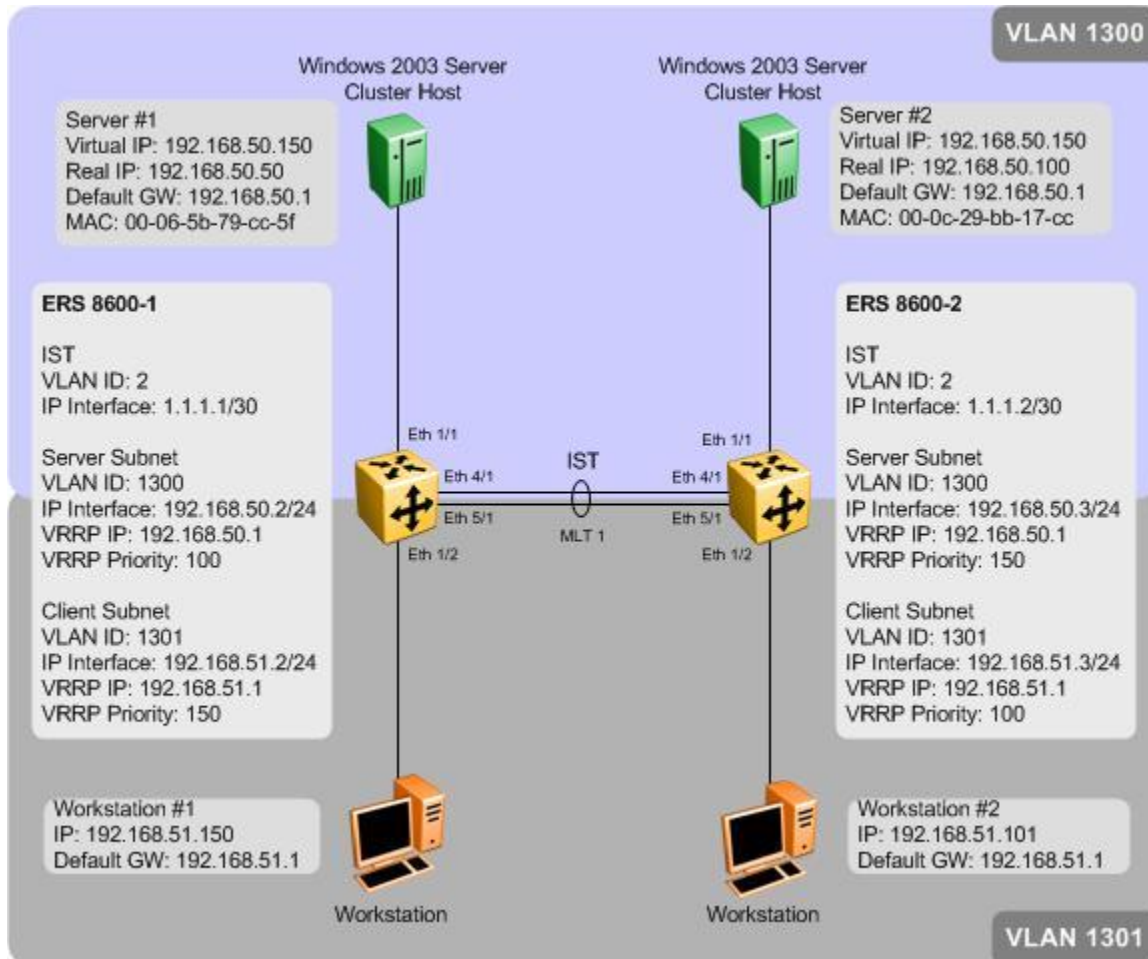 VLAN 1300
Windows 2003 Server
Cluster Host
Windows 2003 Server
Cluster Host
Server #1
Virtual IP: 192.168.50.150
Real IP: 192.168.50.50
Default GW: 192.168.50.1
MAC: 00-06-5b-79-cc-5f
Server #2
Virtual IP: 192.168.50.150
Real IP: 192.168.50.100
Default GW: 192.168.50.1
MAC: 00-0c-29-bb-17-cc
ERS 8600-1
IST
VLAN ID: 2
IP Interface: 1.1.1.1/30
Server Subnet
VLAN ID: 1300
IP Interface: 192.168.50.2/24
VRRP IP: 192.168.50.1
VRRP Priority: 100
Client Subnet
VLAN ID: 1301
IP Interface: 192.168.51.2/24
VRRP IP: 192.168.51.1
VRRP Priority: 150
Eth 1/1
Eth 4/1
Eth 5/1
Eth 1/2
IST
MLT 1
Eth 1/1
Eth 4/1
Eth 5/1
Eth 1/2
ERS 8600-2
IST
VLAN ID: 2
IP Interface: 1.1.1.2/30
Server Subnet
VLAN ID: 1300
IP Interface: 192.168.50.3/24
VRRP IP: 192.168.50.1
VRRP Priority: 150
Client Subnet
VLAN ID: 1301
IP Interface: 192.168.51.3/24
VRRP IP: 192.168.51.1
VRRP Priority: 100
Workstation #1
IP: 192.168.51.150
Default GW: 192.168.51.1
Workstation
Workstation #2
IP: 192.168.51.101
Default GW: 192.168.51.1
Workstation
VLAN 1301